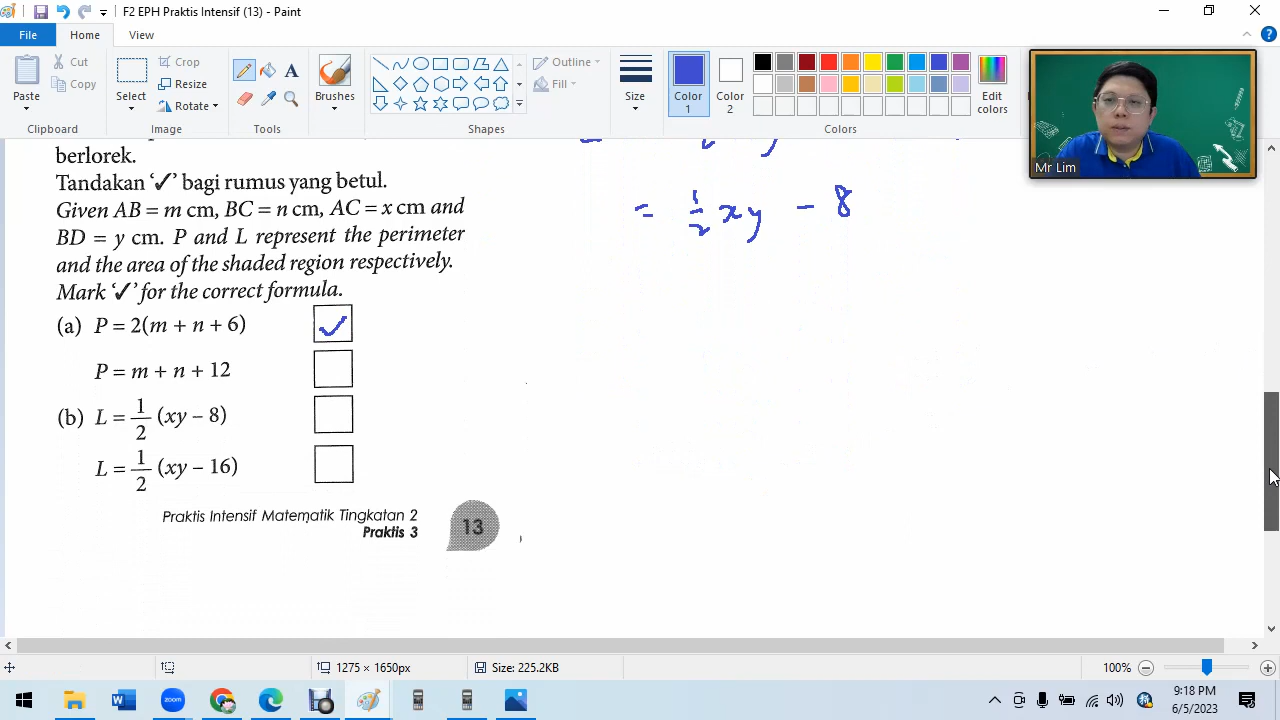 F2 EPH Praktis Intensif (13) - Paint
File
Home
View
Paste
Cut
Copy
Clipboard
Select
Crop
Resize
Rotate
Image
A
Tools
Brushes
Outline
Fill
Shapes
Size
Color 1
Color 2
Edit colors
Colors
Mr Lim
berlorek.
Tandakan ‘✓’ bagi rumus yang betul.
Given AB = m cm, BC = n cm, AC = x cm and
BD = y cm. P and L represent the perimeter
and the area of the shaded region respectively.
Mark ‘✓’ for the correct formula.
(a) P = 2(m + n + 6) ✓
P = m + n + 12
(b) L = 1/2 (xy – 8)
L = 1/2 (xy – 16)
Praktis Intensif Matematik Tingkatan 2
Praktis 3
13
= 1/2 xy - 8
1275 × 1650px
Size: 225.2KB
100%
9:18 PM
6/5/2023
zoom